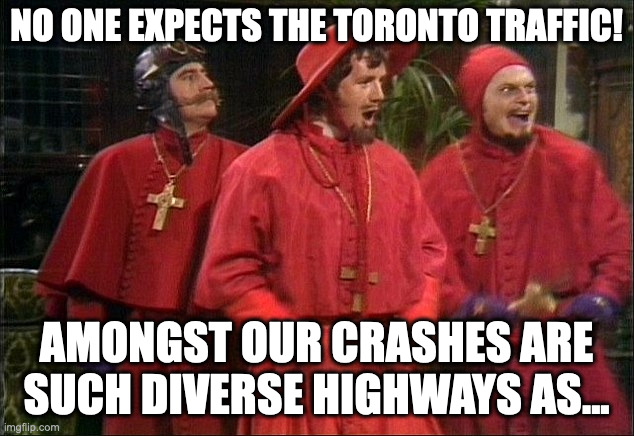 NO ONE EXPECTS THE TORONTO TRAFFIC!
AMONGST OUR CRASHES ARE
SUCH DIVERSE HIGHWAYS AS...
imgflip.com